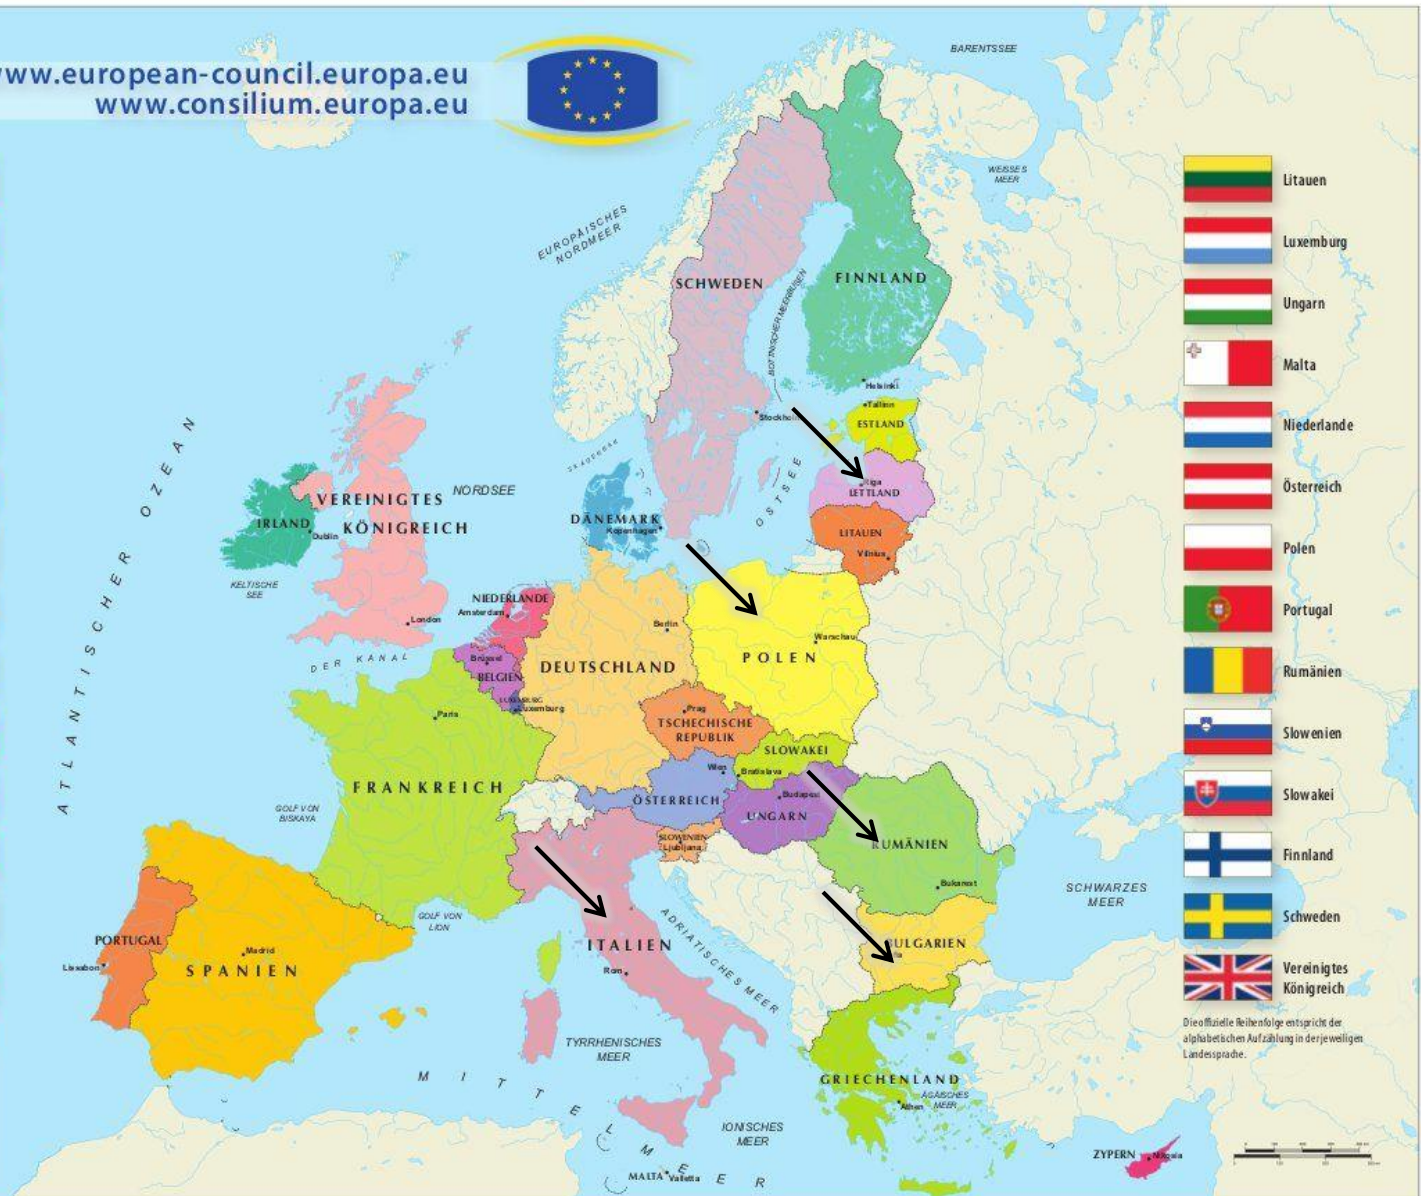 www.european-council.europa.eu
www.consilium.europa.eu
BARENTSSEE
WEISSES
MEER
EUROPÄISCHES
NORDMEER
SCHWEDEN
FINNLAND
BOTTNISCHER MEERBUSEN
Helsinki
Tallinn
ESTLAND
Stockholm
SKAGERRAK
OSTSEE
Riga
LETTLAND
LITAUEN
Vilnius
ATLANTISCHER OZEAN
NORDSEE
VEREINIGTES
KÖNIGREICH
IRLAND
Dublin
KELTISCHE
SEE
London
DER KANAL
DÄNEMARK
Kopenhagen
NIEDERLANDE
Amsterdam
Brüssel
BELGIEN
LUXEMBURG
Luxemburg
Berlin
DEUTSCHLAND
POLEN
Warschau
Prag
TSCHECHISCHE
REPUBLIK
SLOWAKEI
Bratislava
Wien
ÖSTERREICH
Budapest
UNGARN
SLOWENIEN
Ljubljana
RUMÄNIEN
Bukarest
Paris
FRANKREICH
GOLF VON
BISKAYA
GOLF VON
LION
PORTUGAL
Lissabon
Madrid
SPANIEN
ITALIEN
Rom
ADRIATISCHES MEER
ULGARIEN
TYRRHENISCHES
MEER
SCHWARZES
MEER
MITTELMEER
GRIECHENLAND
Athen
ÄGÄISCHES
MEER
IONISCHES
MEER
MALTA
Valletta
ZYPERN
Nikosia
Litauen
Luxemburg
Ungarn
Malta
Niederlande
Österreich
Polen
Portugal
Rumänien
Slowenien
Slowakei
Finnland
Schweden
Vereinigtes
Königreich
Die offizielle Reihenfolge entspricht der
alphabetischen Aufzählung in der jeweiligen
Landessprache.